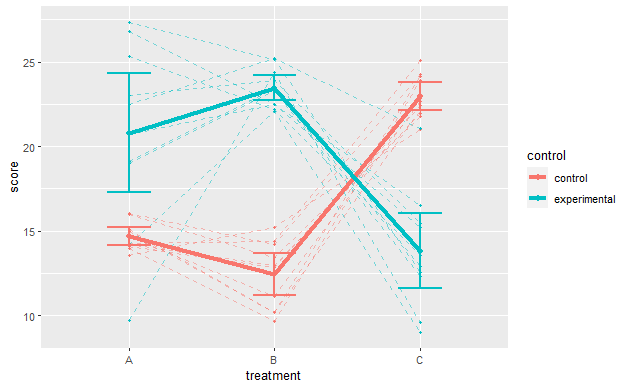 score
25
20
15
10
A
B
C
treatment
control
control
experimental